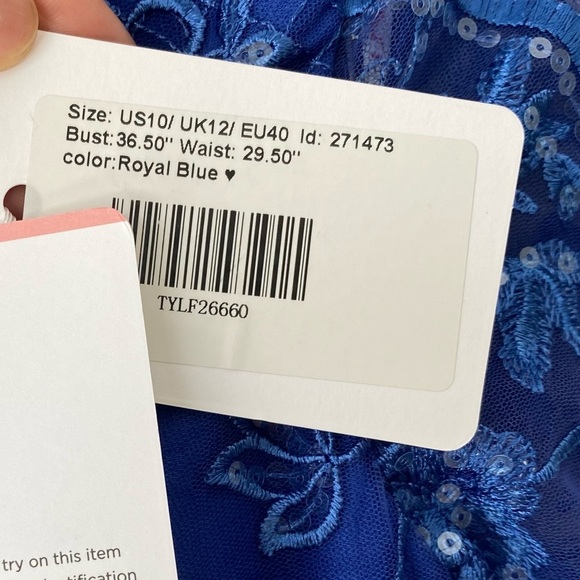 Size: US10/ UK12/ EU40 Id: 271473
Bust:36.50'' Waist: 29.50''
color:Royal Blue ♥
TYLF26660
try on this item